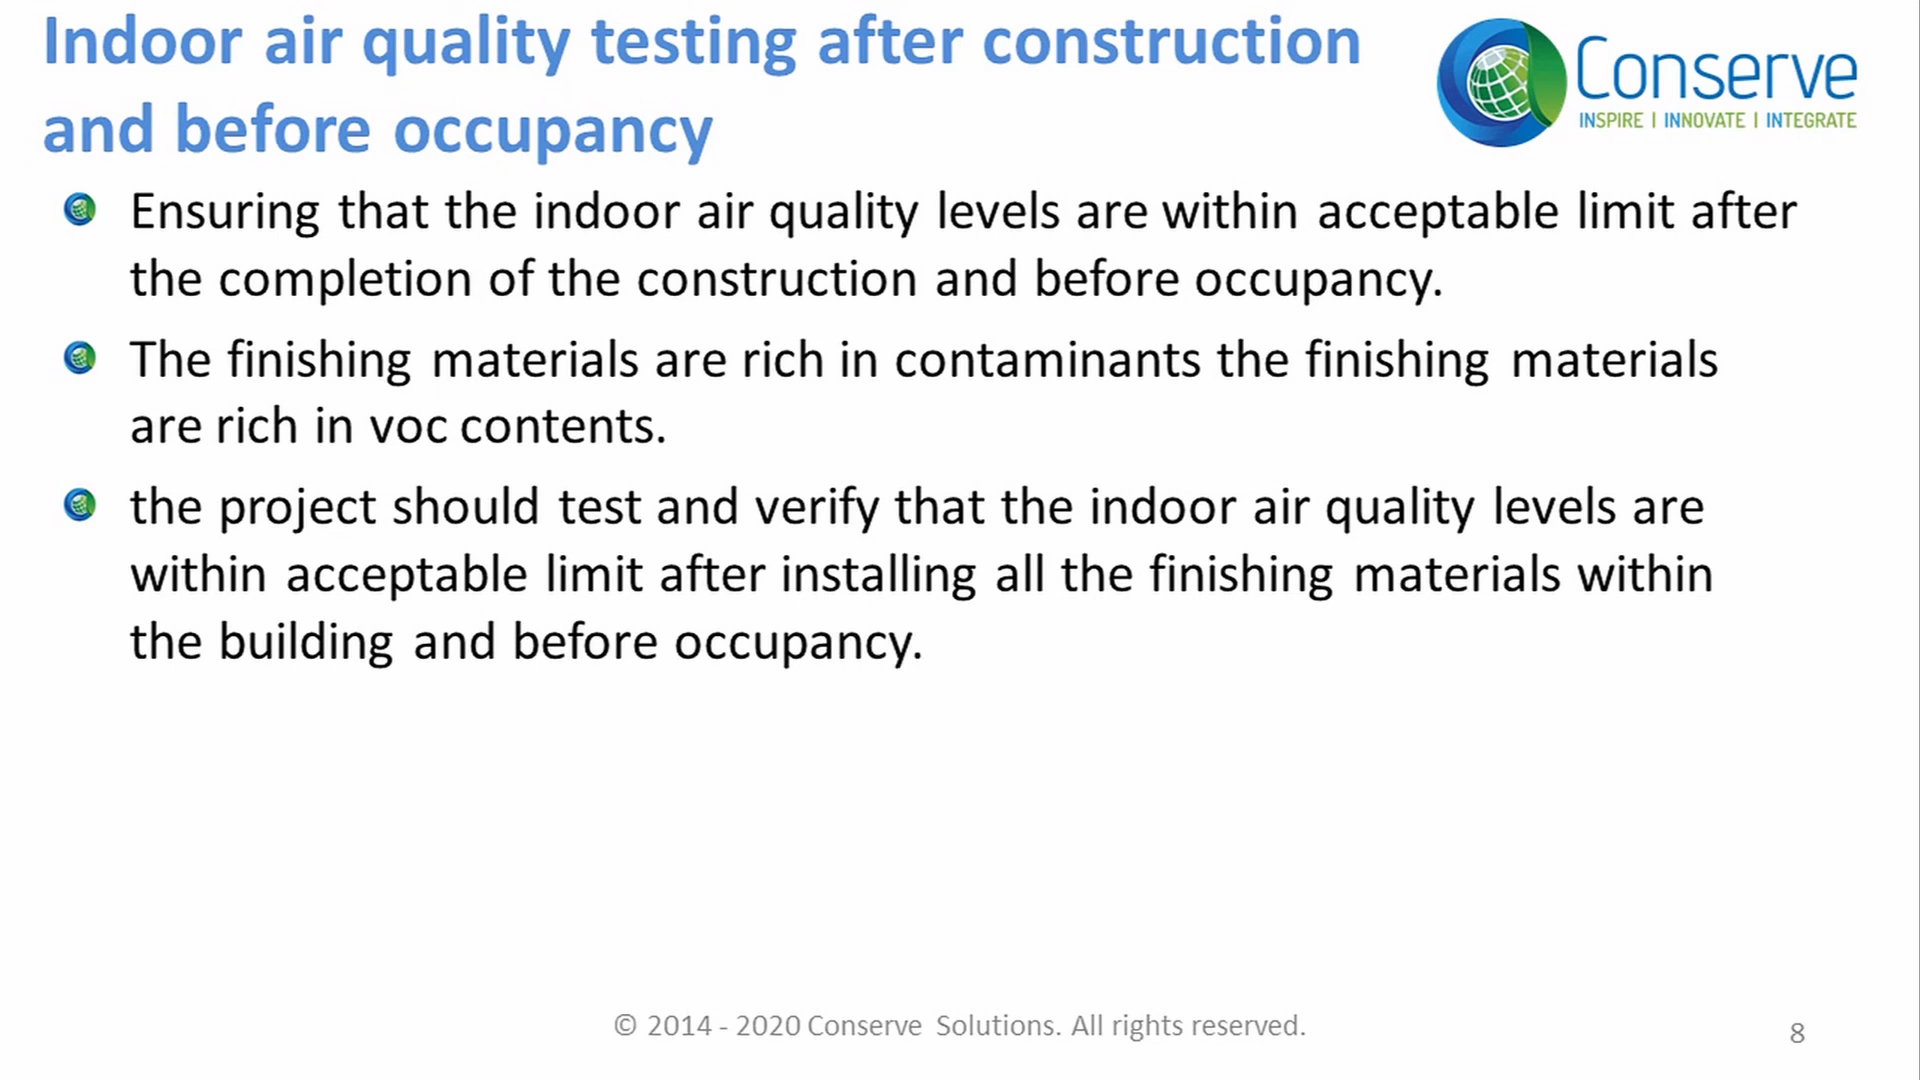 Indoor air quality testing after construction
and before occupancy
Conserve
INSPIRE | INNOVATE | INTEGRATE
Ensuring that the indoor air quality levels are within acceptable limit after
the completion of the construction and before occupancy.
The finishing materials are rich in contaminants the finishing materials
are rich in voc contents.
the project should test and verify that the indoor air quality levels are
within acceptable limit after installing all the finishing materials within
the building and before occupancy.
© 2014 - 2020 Conserve Solutions. All rights reserved.
8